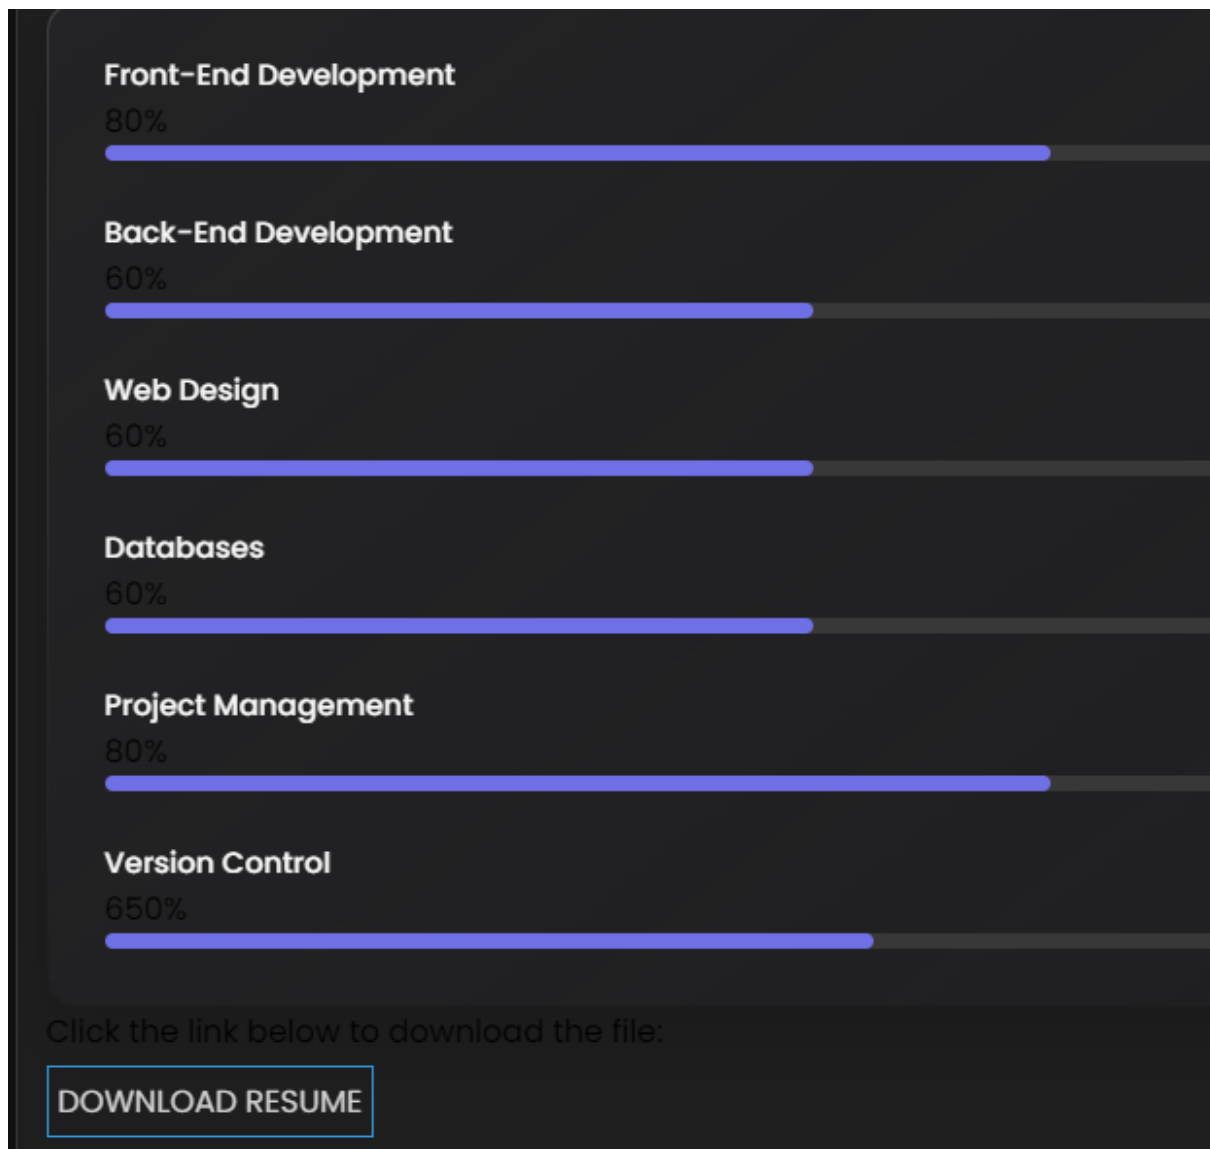 Front-End Development
80%
Back-End Development
60%
Web Design
60%
Databases
60%
Project Management
80%
Version Control
650%
Click the link below to download the file:
DOWNLOAD RESUME